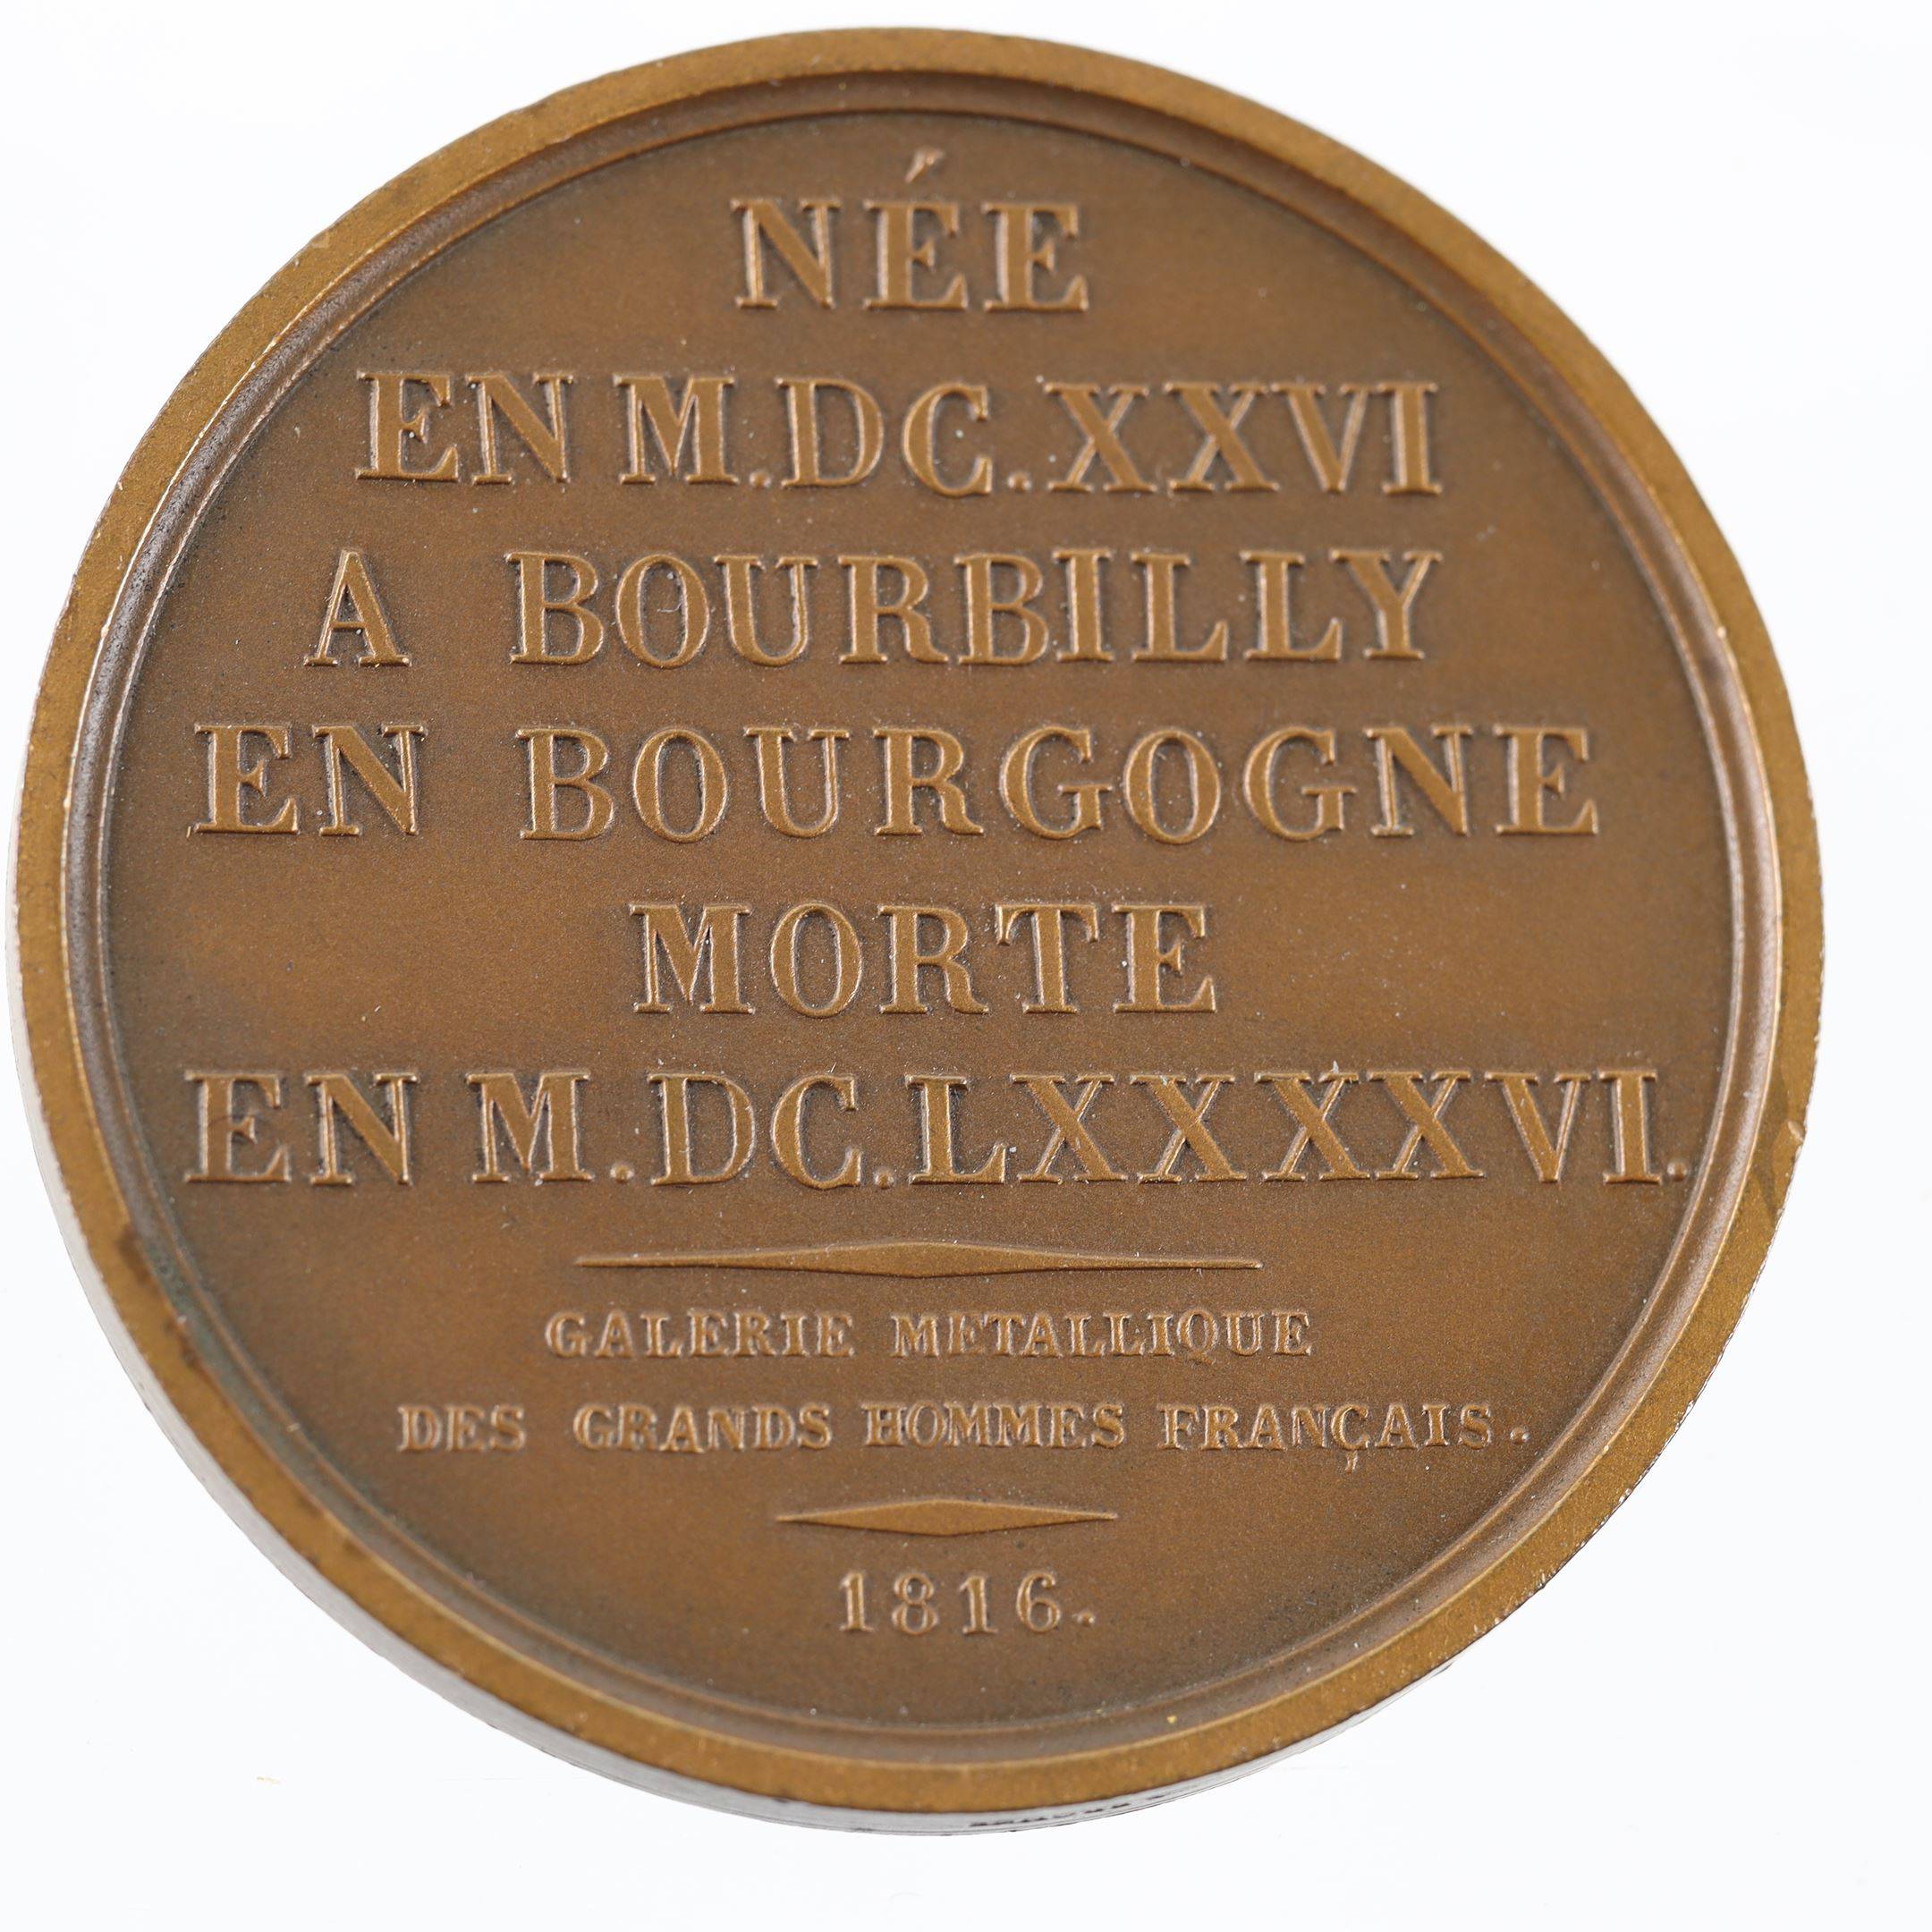 NÉE
EN M.DC.XXVI
A BOURBILLY
EN BOURGOGNE
MORTE
EN M.DC.LXXXXVI.
GALERIE METALLIQUE
DES GRANDS HOMMES FRANÇAIS.
1816.